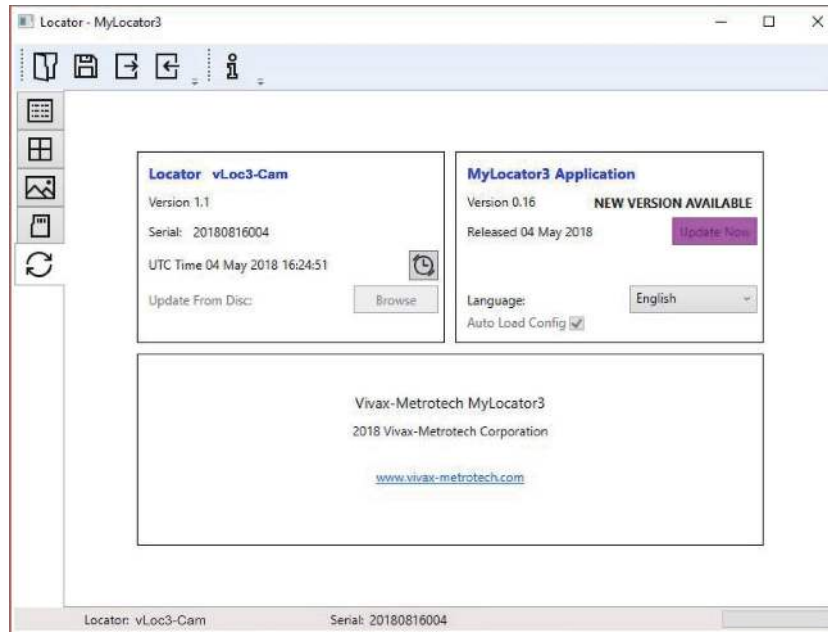 Locator - MyLocator3
Locator vLoc3-Cam
Version 1.1
Serial: 20180816004
UTC Time 04 May 2018 16:24:51
Update From Disc:
Browse
MyLocator3 Application
Version 0.16
NEW VERSION AVAILABLE
Released 04 May 2018
Update Now
Language:
English
Auto Load Config
Vivax-Metrotech MyLocator3
2018 Vivax-Metrotech Corporation
www.vivax-metrotech.com
Locator: vLoc3-Cam
Serial: 20180816004